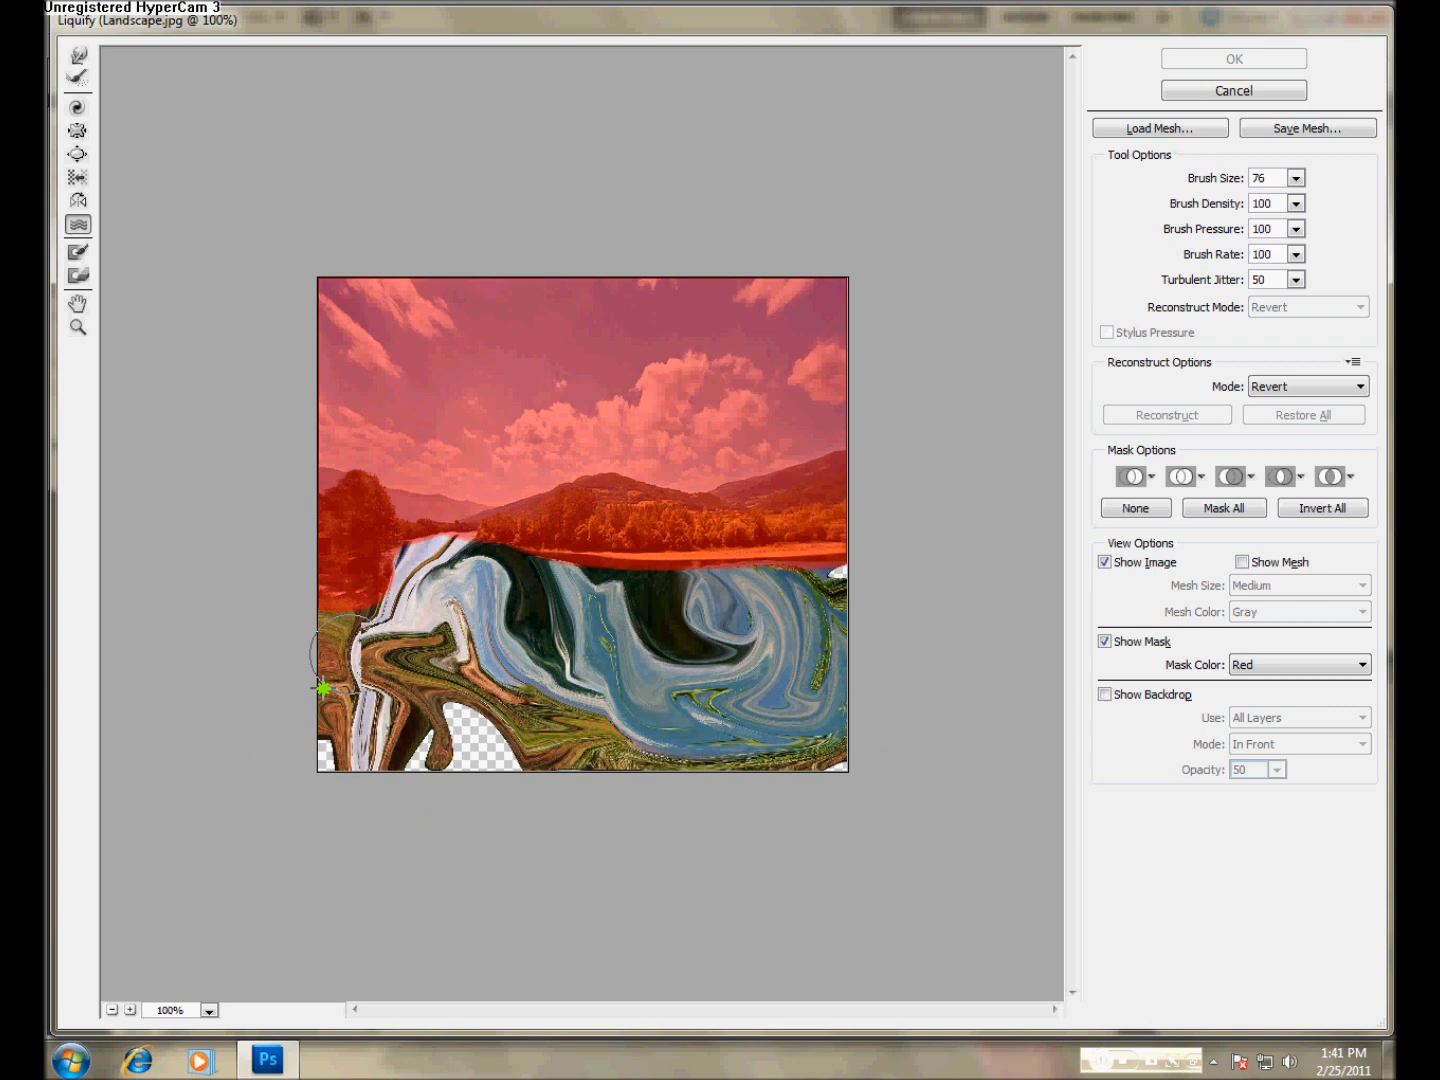 Unregistered HyperCam 3
Liquify (Landscape.jpg @ 100%)
OK
Cancel
Load Mesh...
Save Mesh...
Tool Options
Brush Size: 76
Brush Density: 100
Brush Pressure: 100
Brush Rate: 100
Turbulent Jitter: 50
Reconstruct Mode: Revert
Stylus Pressure
Reconstruct Options
Mode: Revert
Reconstruct
Restore All
Mask Options
None
Mask All
Invert All
View Options
Show Image
Show Mesh
Mesh Size: Medium
Mesh Color: Gray
Show Mask
Mask Color: Red
Show Backdrop
Use: All Layers
Mode: In Front
Opacity: 50
100%
Ps
1:41 PM
2/25/2011